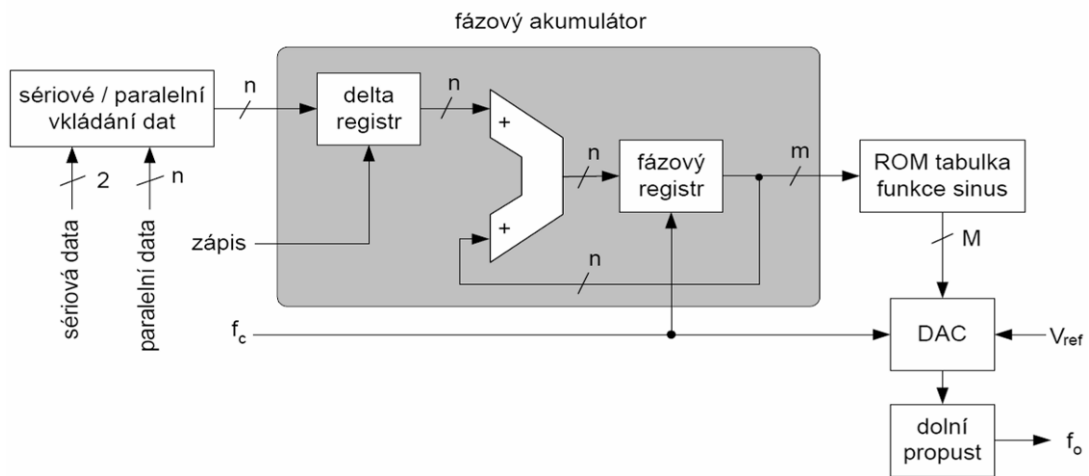 fázový akumulátor
sériové / paralelní
vkládání dat
n
delta
registr
n
+
+
n
fázový
registr
m
ROM tabulka
funkce sinus
2
n
sériová data
paralelní data
zápis
n
M
f_c
DAC
V_ref
dolní
propust
f_o